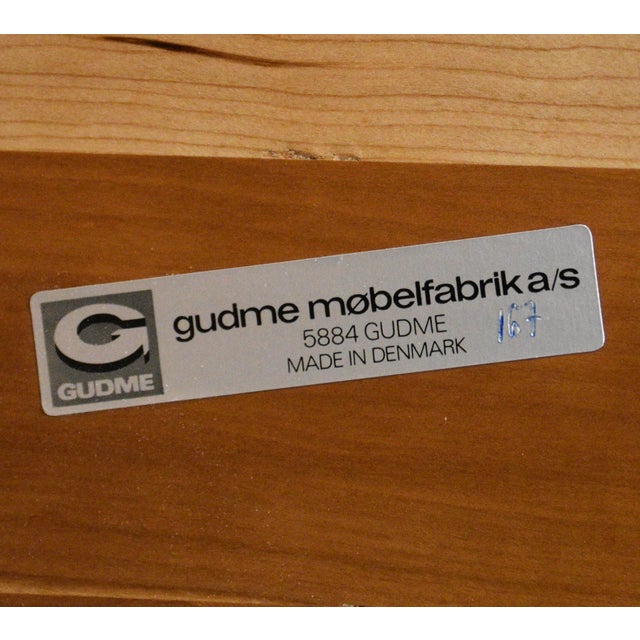 GUDME
gudme møbelfabrik a/s
5884 GUDME
MADE IN DENMARK
167